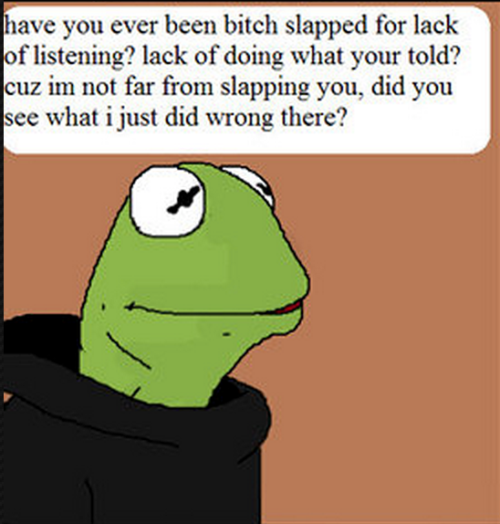 have you ever been bitch slapped for lack
of listening? lack of doing what your told?
cuz im not far from slapping you, did you
see what i just did wrong there?